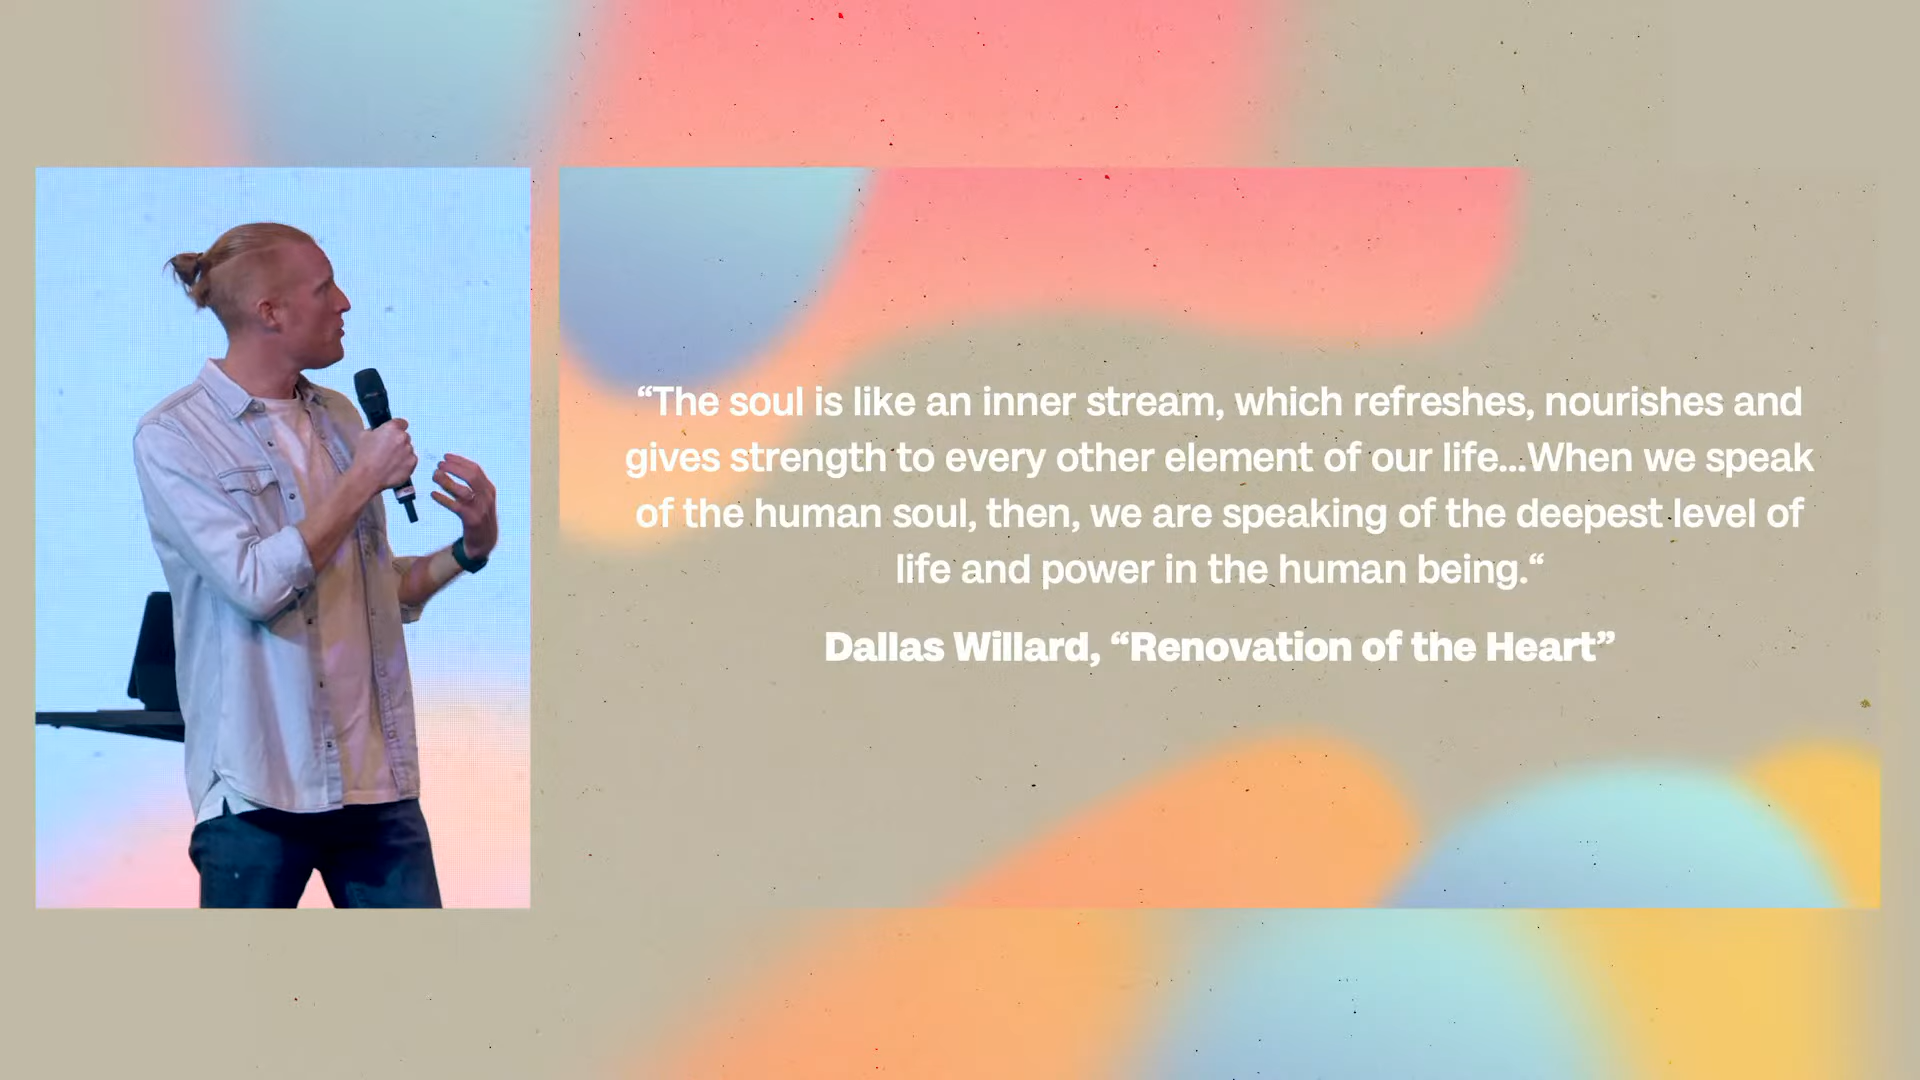 “The soul is like an inner stream, which refreshes, nourishes and
gives strength to every other element of our life...When we speak
of the human soul, then, we are speaking of the deepest level of
life and power in the human being.“
Dallas Willard, “Renovation of the Heart”